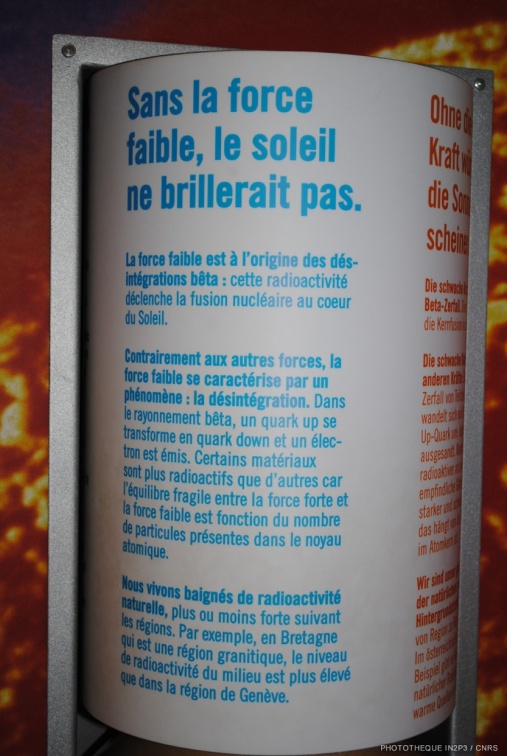 Sans la force
faible, le soleil
ne brillerait pas.
La force faible est à l'origine des dés-
intégrations bêta : cette radioactivité
déclenche la fusion nucléaire au coeur
du Soleil.
Contrairement aux autres forces, la
force faible se caractérise par un
phénomène : la désintégration. Dans
le rayonnement bêta, un quark up se
transforme en quark down et un élec-
tron est émis. Certains matériaux
sont plus radioactifs que d'autres car
l'équilibre fragile entre la force forte et
la force faible est fonction du nombre
de particules présentes dans le noyau
atomique.
Nous vivons baignés de radioactivité
naturelle, plus ou moins forte suivant
les régions. Par exemple, en Bretagne
qui est une région granitique, le niveau
de radioactivité du milieu est plus élevé
que dans la région de Genève.
Ohne
Kraft
die
scheine
Die schwache
Beta-Zerfall.
die
Die schwache
anderen
Zerfall von
wandelt sich
Up-Quark
ausgesandt.
radioaktiver
empfindliche
starker und
das hängt
im Atomkern
Wir sind
der natürlich
Hintergrund
von Region
Im
Beispiel
natürlicher
warme
PHOTOTHEQUE IN2P3 / CNRS